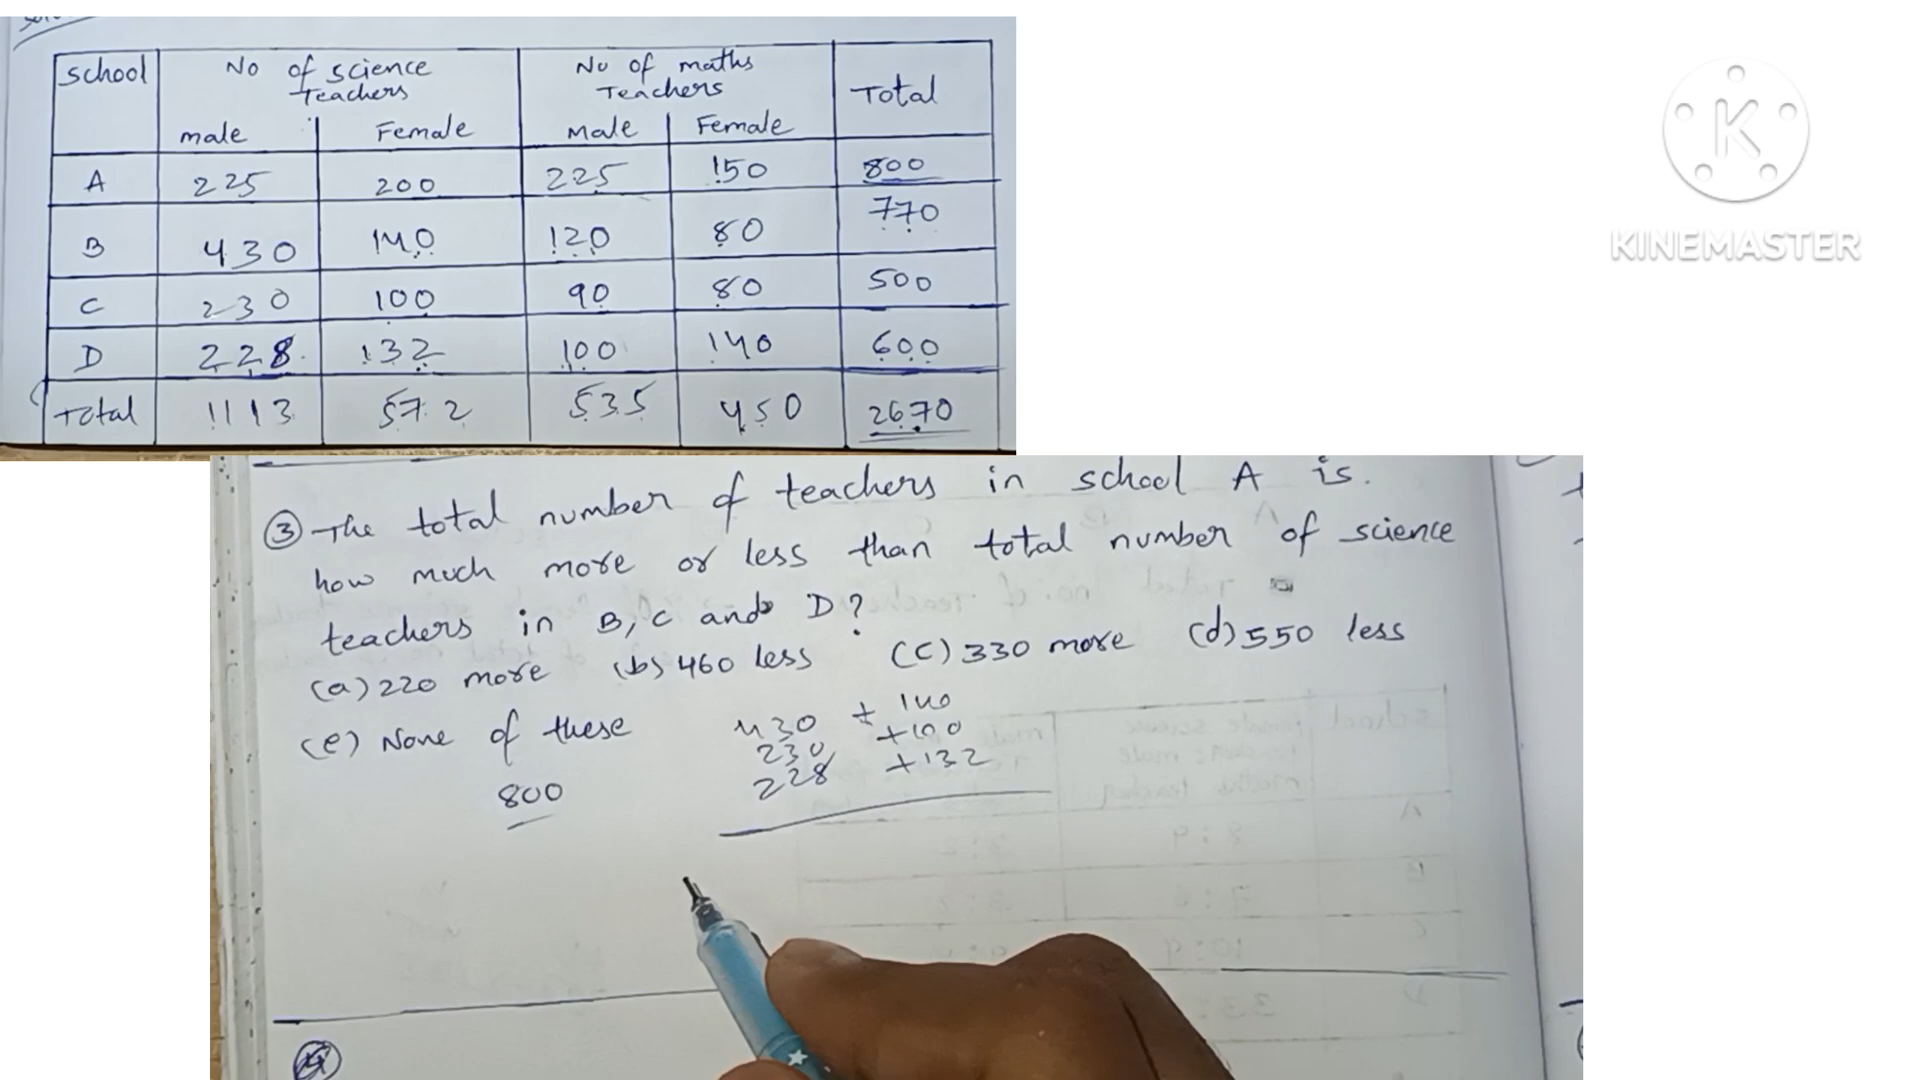 School No of science Teachers No of maths Teachers Total
male Female Male Female
A 225 200 225 150 800
B 430 140 120 80 770
C 230 100 90 80 500
D 228 132 100 140 600
Total 1113 572 535 450 2670
KINEMASTER
③ The total number of teachers in school A is.
how much more or less than total number of science
teachers in B, C and D?
(a) 220 more (b) 460 less (c) 330 more (d) 550 less
(e) None of these
430 + 140
230 +100
228 +132
800